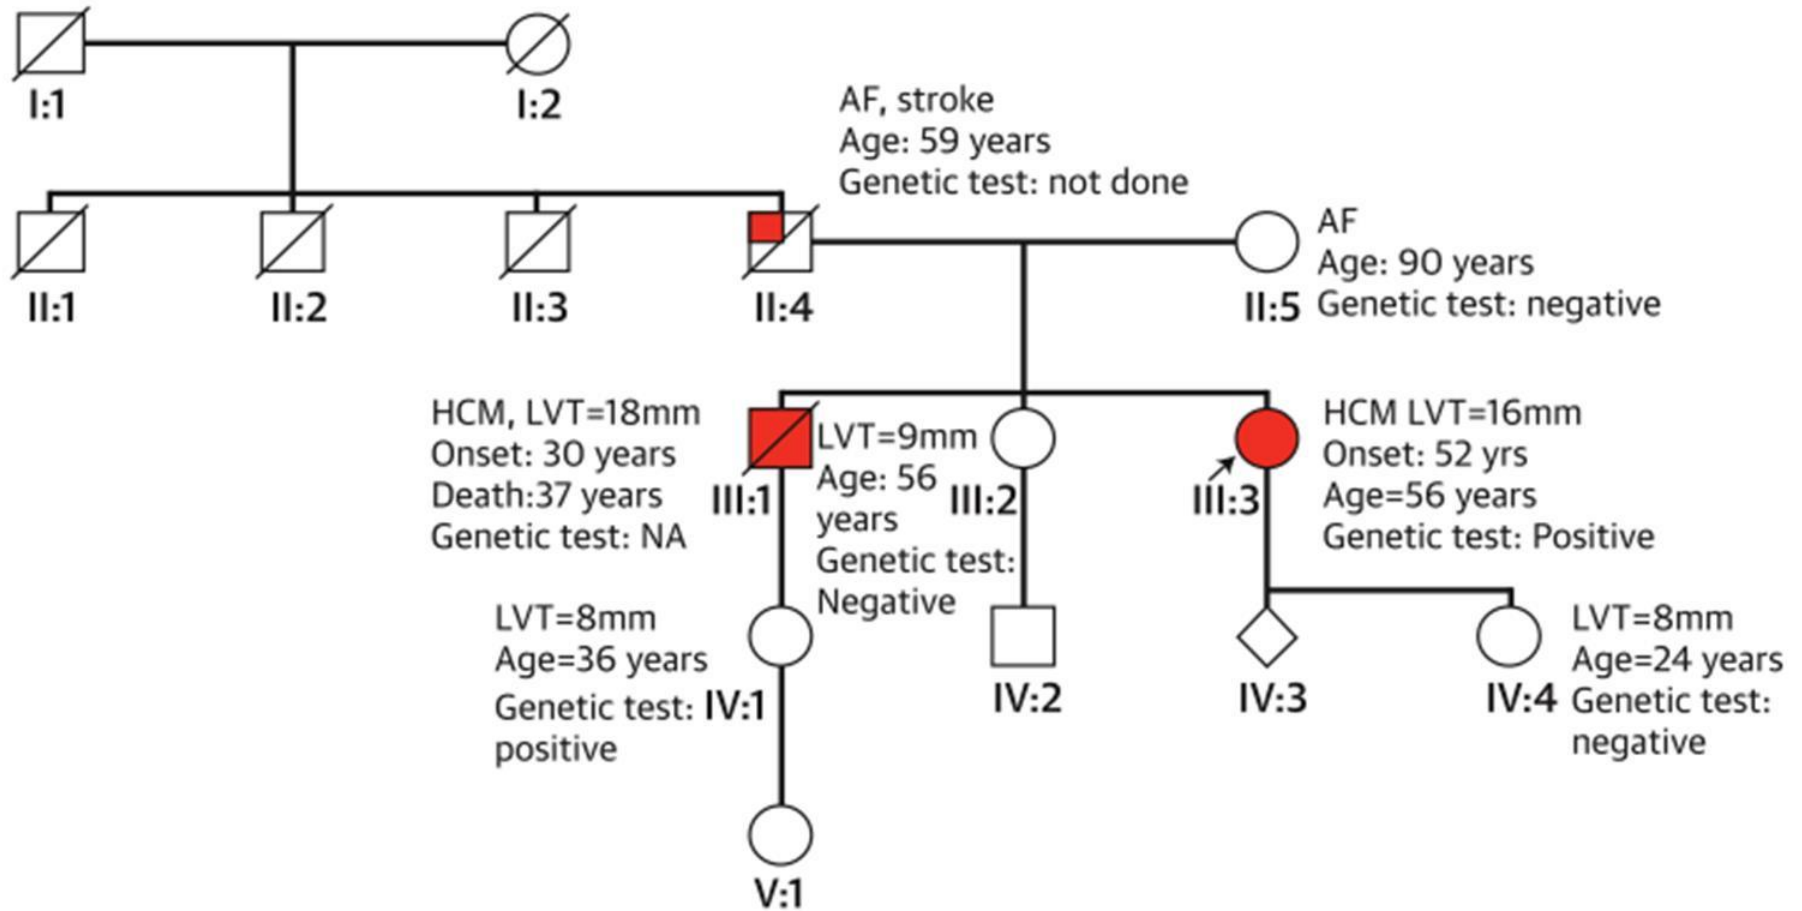 I:1
I:2
AF, stroke
Age: 59 years
Genetic test: not done
II:1
II:2
II:3
II:4
AF
Age: 90 years
II:5 Genetic test: negative
HCM, LVT=18mm
Onset: 30 years
Death:37 years
Genetic test: NA
III:1
LVT=9mm
Age: 56
years
Genetic test:
Negative
III:2
III:3
HCM LVT=16mm
Onset: 52 yrs
Age=56 years
Genetic test: Positive
LVT=8mm
Age=36 years
Genetic test: IV:1
positive
IV:2
IV:3
IV:4
LVT=8mm
Age=24 years
Genetic test:
negative
V:1